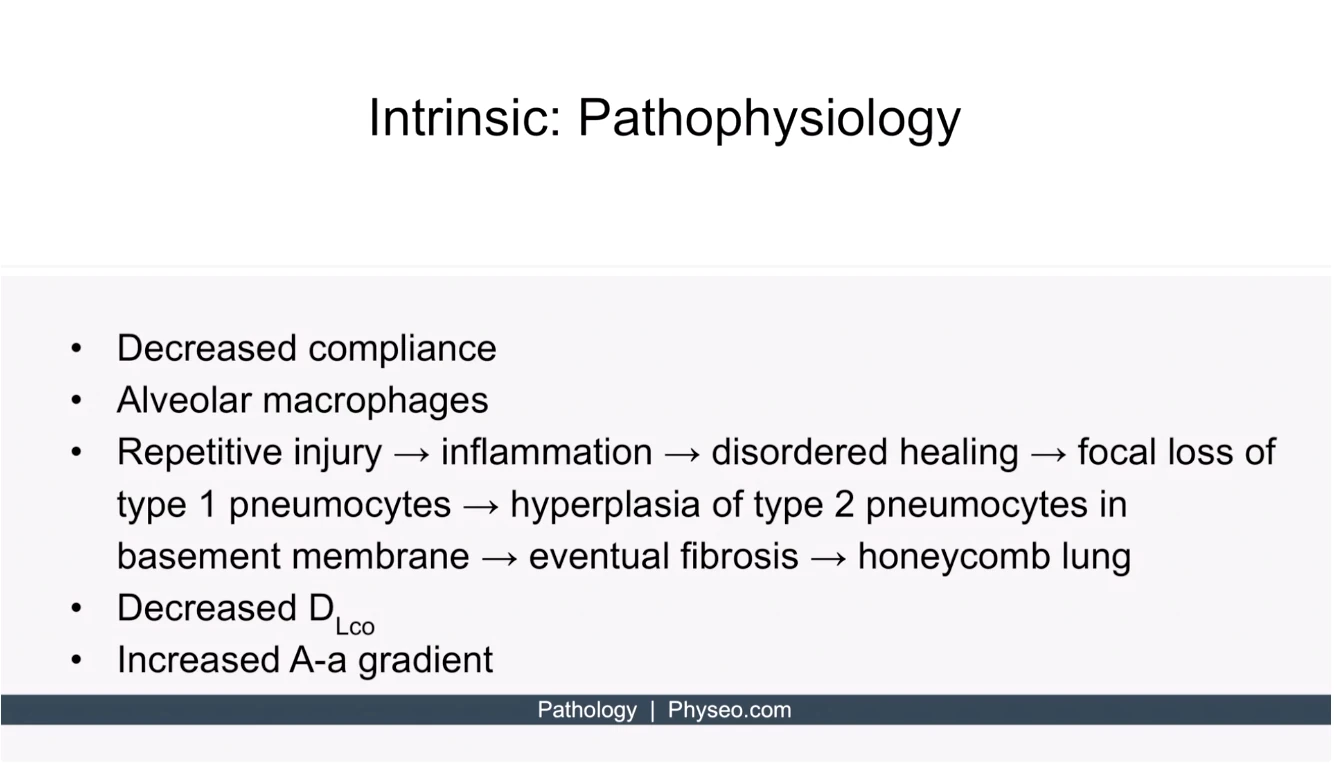 Intrinsic: Pathophysiology
• Decreased compliance
• Alveolar macrophages
• Repetitive injury → inflammation → disordered healing → focal loss of
type 1 pneumocytes → hyperplasia of type 2 pneumocytes in
basement membrane → eventual fibrosis → honeycomb lung
• Decreased DLco
• Increased A-a gradient
Pathology | Physeo.com